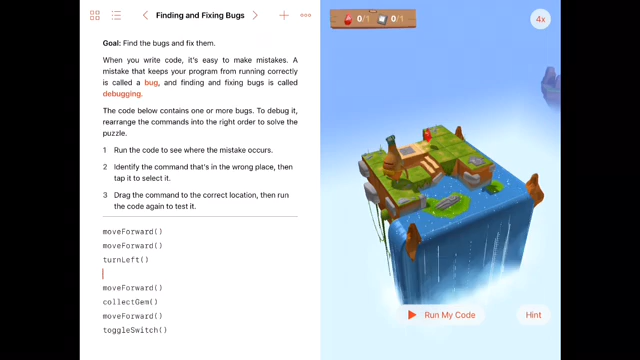 Finding and Fixing Bugs
0/1 0/1
4x
Goal: Find the bugs and fix them.
When you write code, it's easy to make mistakes. A
mistake that keeps your program from running correctly
is called a bug, and finding and fixing bugs is called
debugging.
The code below contains one or more bugs. To debug it,
rearrange the commands into the right order to solve the
puzzle.
1 Run the code to see where the mistake occurs.
2 Identify the command that's in the wrong place, then
tap it to select it.
3 Drag the command to the correct location, then run
the code again to test it.
moveForward()
moveForward()
turnLeft()
moveForward()
collectGem()
moveForward()
toggleSwitch()
Run My Code
Hint